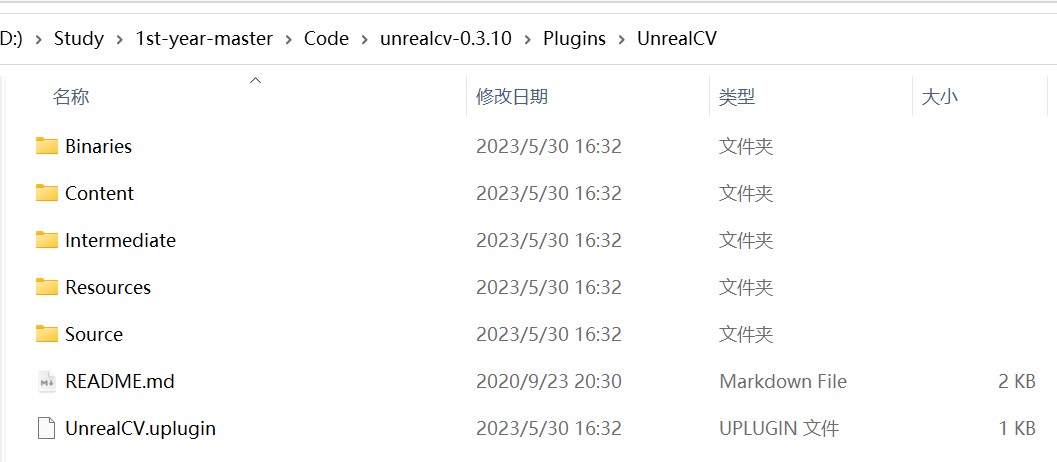 D:) › Study › 1st-year-master › Code › unrealcv-0.3.10 › Plugins › UnrealCV
名称 修改日期 类型 大小
Binaries 2023/5/30 16:32 文件夹
Content 2023/5/30 16:32 文件夹
Intermediate 2023/5/30 16:32 文件夹
Resources 2023/5/30 16:32 文件夹
Source 2023/5/30 16:32 文件夹
README.md 2020/9/23 20:30 Markdown File 2 KB
UnrealCV.uplugin 2023/5/30 16:32 UPLUGIN 文件 1 KB